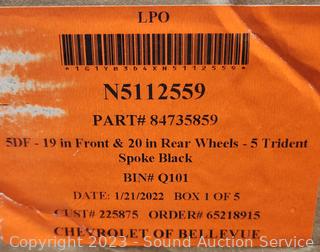 LPO
*1G1YB3D4XN5112559*
N5112559
PART# 84735859
5DF - 19 in Front & 20 in Rear Wheels - 5 Trident
Spoke Black
BIN# Q101
DATE: 1/21/2022 BOX 1 OF 5
CUST# 225875 ORDER# 65218915
CHEVROLET OF BELLEVUE
Copyright 2023 - Sound Auction Service